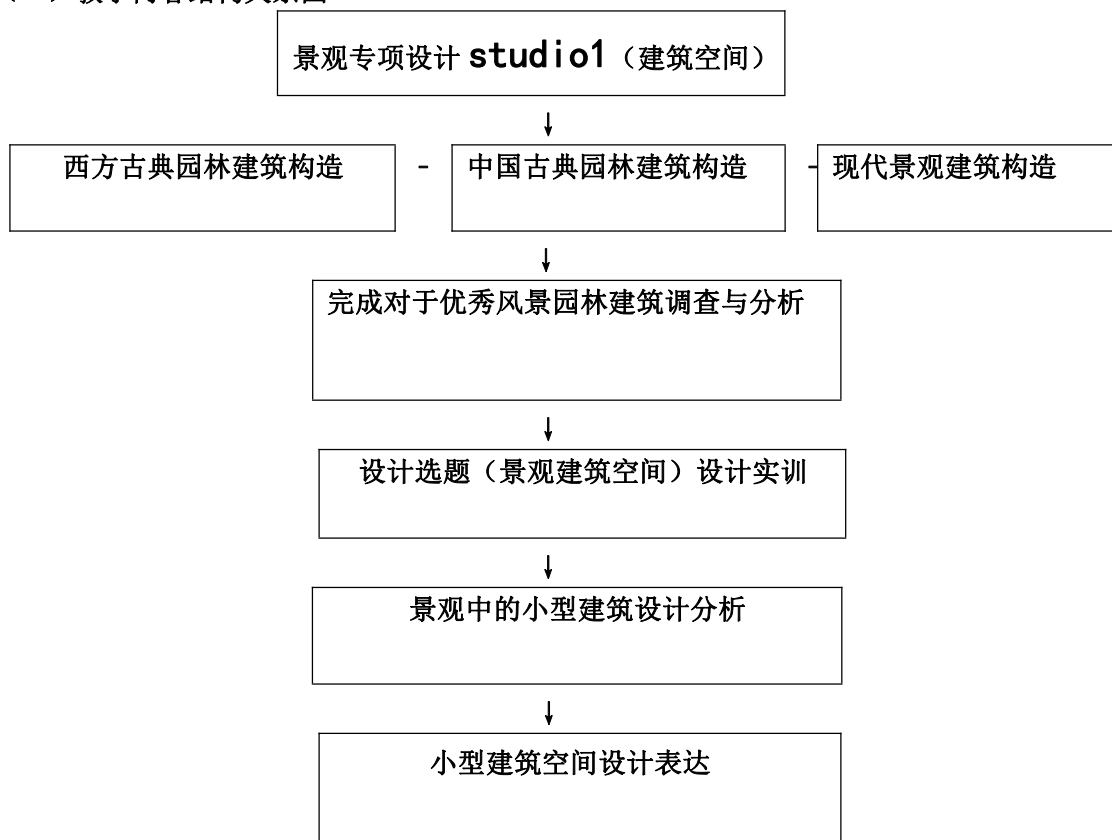 景观专项设计 studio1（建筑空间）
西方古典园林建筑构造 - 中国古典园林建筑构造 - 现代景观建筑构造
完成对于优秀风景园林建筑调查与分析
设计选题（景观建筑空间）设计实训
景观中的小型建筑设计分析
小型建筑空间设计表达